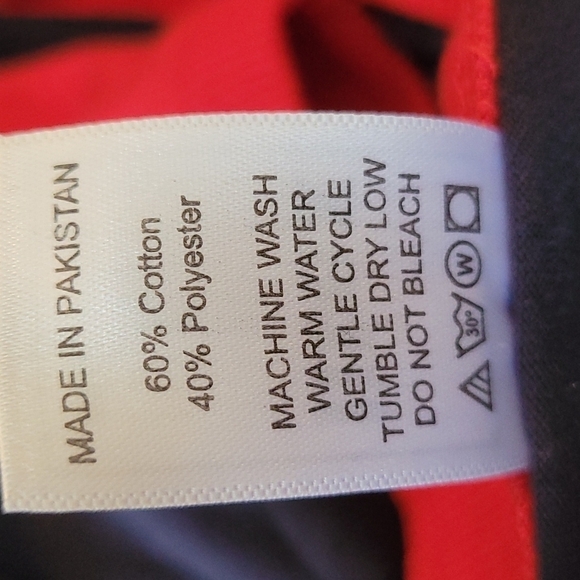 MADE IN PAKISTAN
60% Cotton
40% Polyester
MACHINE WASH
WARM WATER
GENTLE CYCLE
TUMBLE DRY LOW
DO NOT BLEACH
30° W